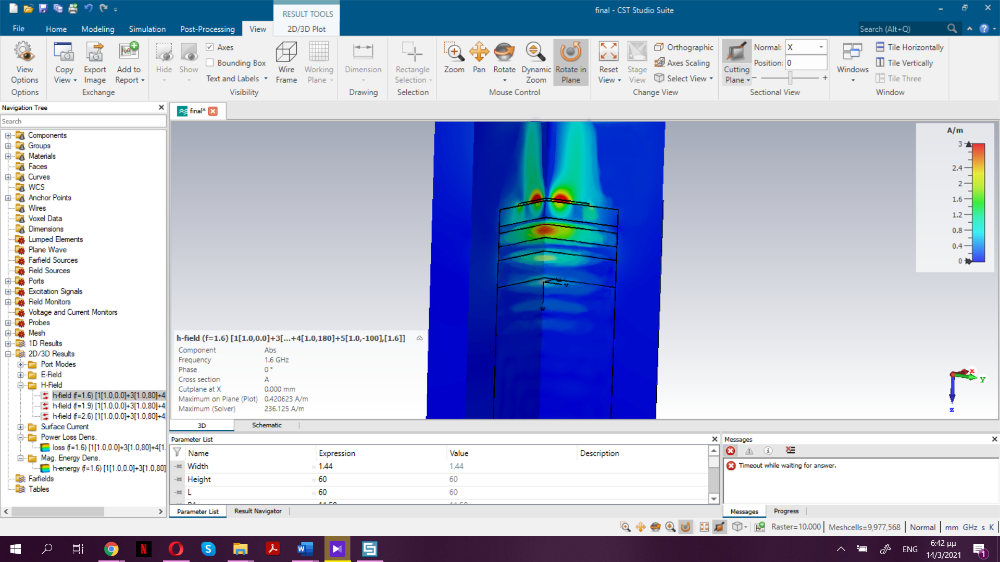 RESULT TOOLS
final - CST Studio Suite
File
Home
Modeling
Simulation
Post-Processing
View
2D/3D Plot
Search (Alt+Q)
View Options
Copy View
Export Image
Add to Report
Hide
Show
Axes
Bounding Box
Text and Labels
Wire Frame
Working Plane
Dimension
Rectangle Selection
Zoom
Pan
Rotate
Dynamic Zoom
Rotate in Plane
Reset View
Stage View
Orthographic
Axes Scaling
Select View
Cutting Plane
Normal: X
Position: 0
Windows
Tile Horizontally
Tile Vertically
Tile Three
Options
Exchange
Visibility
Drawing
Selection
Mouse Control
Change View
Sectional View
Window
Navigation Tree
Search
Components
Groups
Materials
Faces
Curves
WCS
Anchor Points
Wires
Voxel Data
Dimensions
Lumped Elements
Plane Wave
Farfield Sources
Field Sources
Ports
Excitation Signals
Field Monitors
Voltage and Current Monitors
Probes
Mesh
1D Results
2D/3D Results
Port Modes
E-Field
H-Field
h-field (f=1.6) [1[1.0,0.0]+3[1.0,80]+4
h-field (f=1.9) [1[1.0,0.0]+3[1.0,80]+4
h-field (f=2.6) [1[1.0,0.0]+3[1.0,80]+4
Surface Current
Power Loss Dens.
loss (f=1.6) [1[1.0,0.0]+3[1.0,80]+4[1.
Mag. Energy Dens.
h-energy (f=1.6) [1[1.0,0.0]+3[1.0,80]
Farfields
Tables
final*
A/m
3
2.4
2
1.6
1.2
0.8
0.4
0
u
v
w
x
y
z
h-field (f=1.6) [1[1.0,0.0]+3[...+4[1.0,180]+5[1.0,-100],[1.6]]
Component Abs
Frequency 1.6 GHz
Phase 0 °
Cross section A
Cutplane at X 0.000 mm
Maximum on Plane (Plot) 0.420623 A/m
Maximum (Solver) 236.125 A/m
3D
Schematic
Parameter List
Name Expression Value Description
Width = 1.44 1.44
Height = 60 60
L = 60 60
Parameter List
Result Navigator
Messages
Timeout while waiting for answer.
Messages
Progress
Raster=10.000
Meshcells=9,977,568
Normal
mm GHz s K
ENG
6:42 μμ
14/3/2021
1